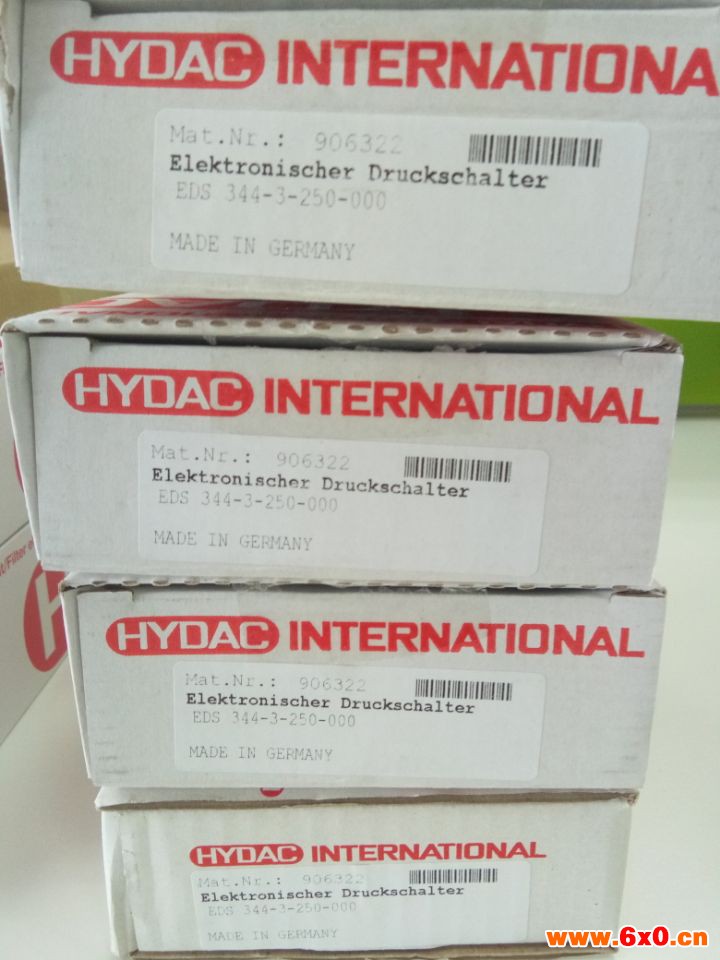 HYDAC INTERNATIONA
Mat.Nr.: 906322
Elektronischer Druckschalter
EDS 344-3-250-000
MADE IN GERMANY
HYDAC INTERNATIONAL
Mat.Nr.: 906322
Elektronischer Druckschalter
EDS 344-3-250-000
MADE IN GERMANY
t/Filter e
HYDAC INTERNATIONAL
Mat.Nr.: 906322
Elektronischer Druckschalter
EDS 344-3-250-000
MADE IN GERMANY
HYDAC INTERNATIONAL
Mat.Nr.: 906322
Elektronischer Druckschalter
EDS 344-3-250-000
MADE IN GERMANY
www.6x0.cn